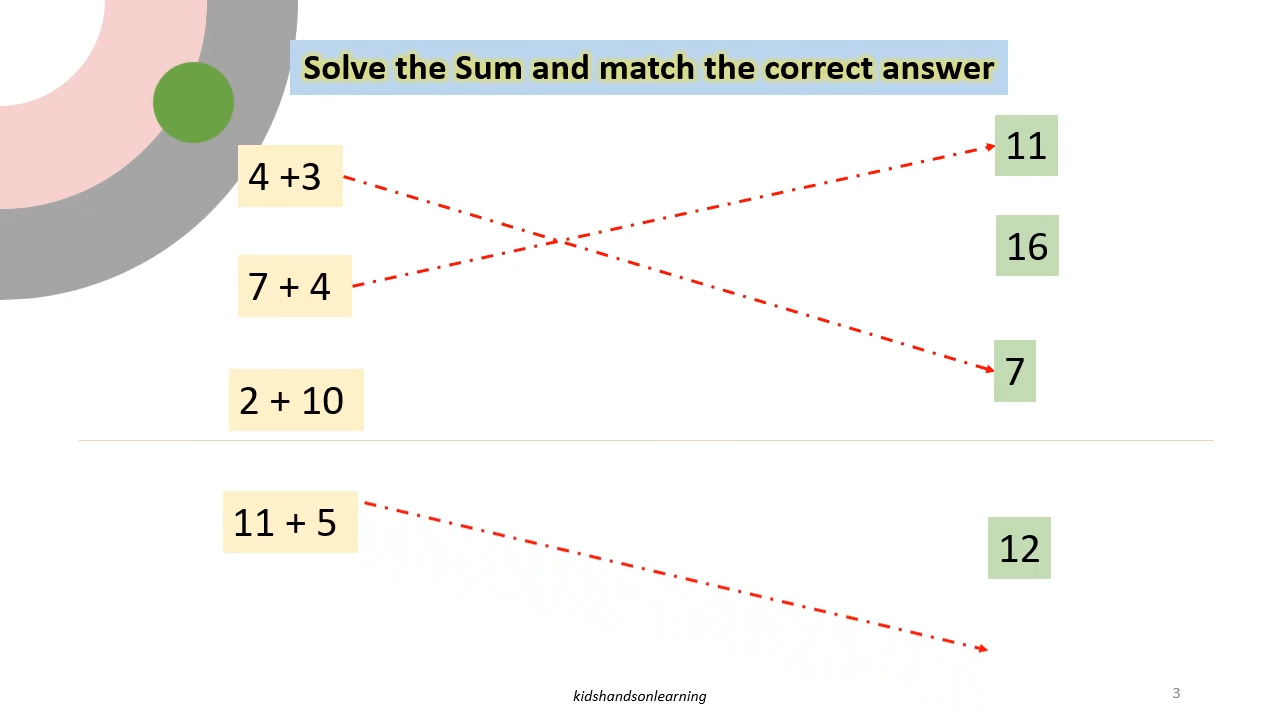 Solve the Sum and match the correct answer
4 +3
11
7 + 4
16
2 + 10
7
11 + 5
12
kidshandsonlearning
3